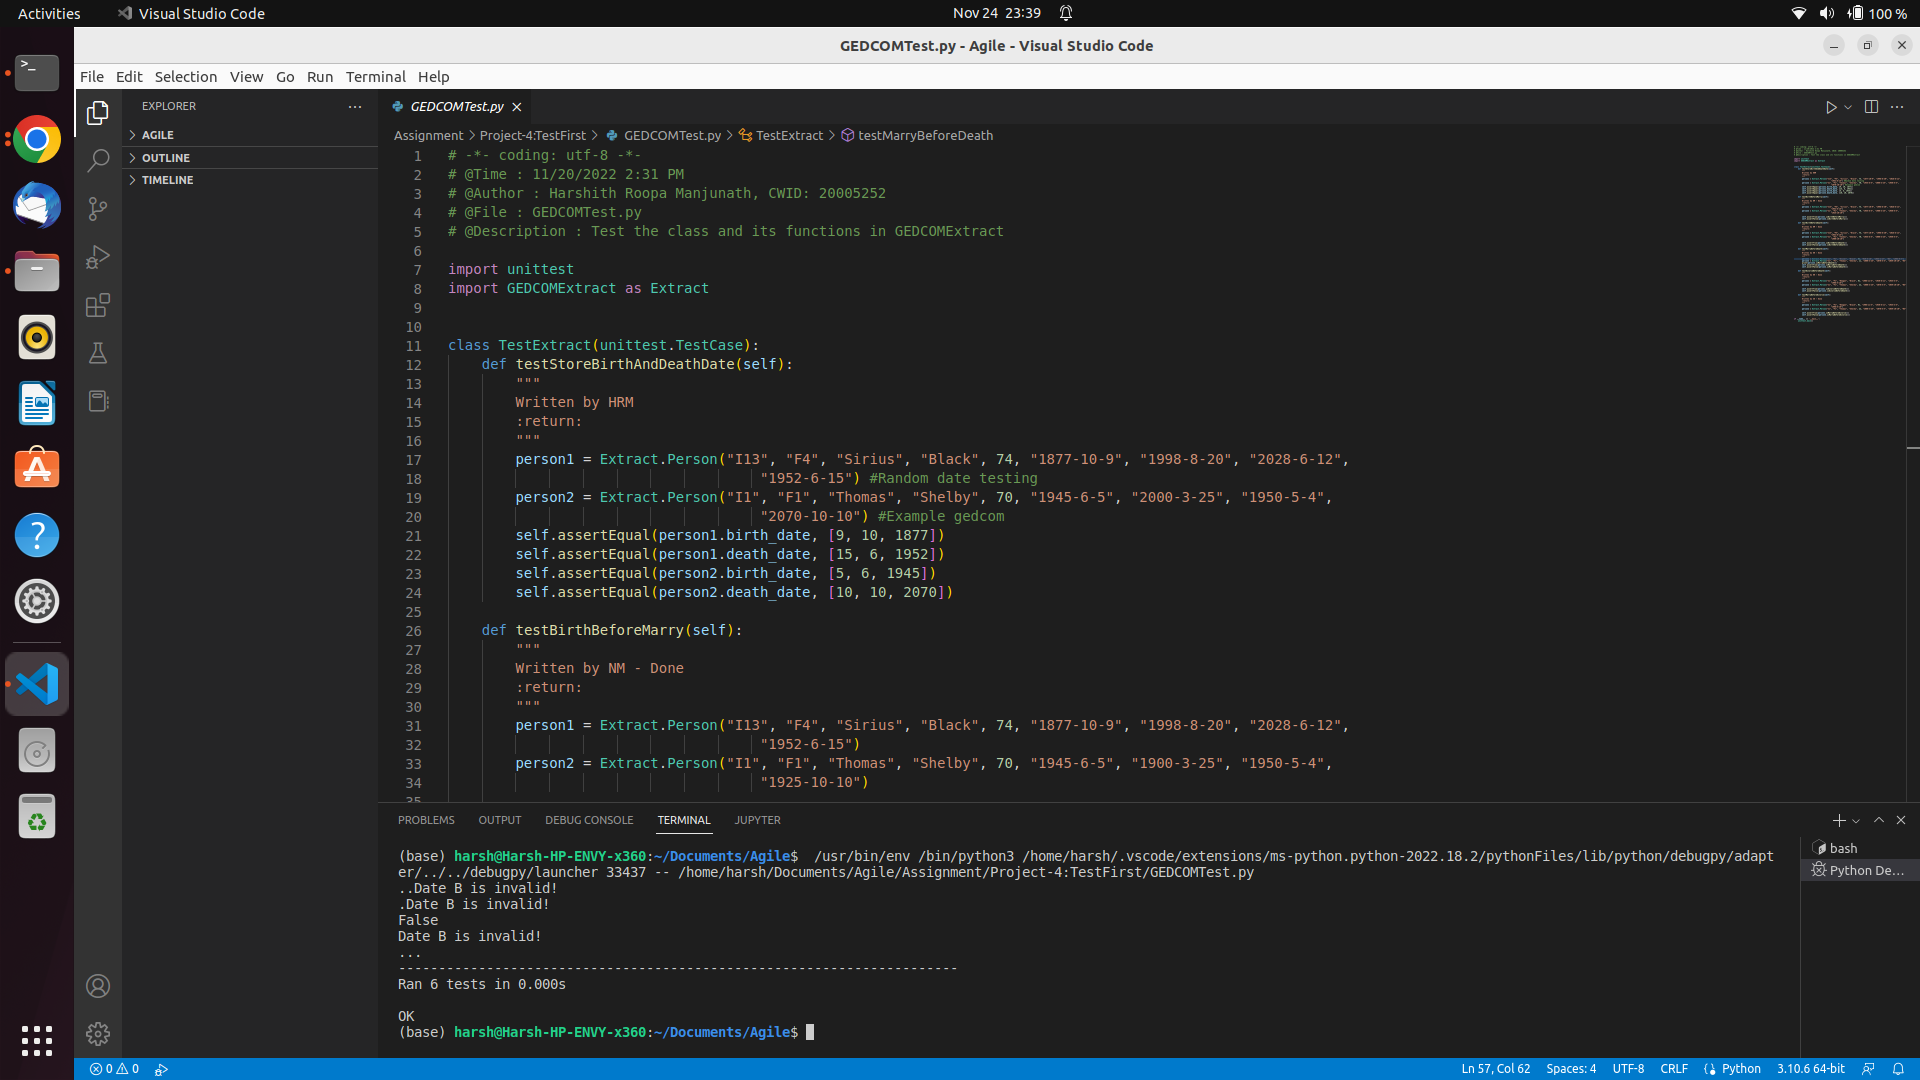 Activities Visual Studio Code Nov 24 23:39 100 %
GEDCOMTest.py - Agile - Visual Studio Code
File Edit Selection View Go Run Terminal Help
EXPLORER
AGILE
OUTLINE
TIMELINE
GEDCOMTest.py
Assignment > Project-4:TestFirst > GEDCOMTest.py > TestExtract > testMarryBeforeDeath
1 # -*- coding: utf-8 -*-
2 # @Time : 11/20/2022 2:31 PM
3 # @Author : Harshith Roopa Manjunath, CWID: 20005252
4 # @File : GEDCOMTest.py
5 # @Description : Test the class and its functions in GEDCOMExtract
6
7 import unittest
8 import GEDCOMExtract as Extract
9
10
11 class TestExtract(unittest.TestCase):
12 def testStoreBirthAndDeathDate(self):
13 """
14 Written by HRM
15 :return:
16 """
17 person1 = Extract.Person("I13", "F4", "Sirius", "Black", 74, "1877-10-9", "1998-8-20", "2028-6-12",
18 "1952-6-15") #Random date testing
19 person2 = Extract.Person("I1", "F1", "Thomas", "Shelby", 70, "1945-6-5", "2000-3-25", "1950-5-4",
20 "2070-10-10") #Example gedcom
21 self.assertEqual(person1.birth_date, [9, 10, 1877])
22 self.assertEqual(person1.death_date, [15, 6, 1952])
23 self.assertEqual(person2.birth_date, [5, 6, 1945])
24 self.assertEqual(person2.death_date, [10, 10, 2070])
25
26 def testBirthBeforeMarry(self):
27 """
28 Written by NM - Done
29 :return:
30 """
31 person1 = Extract.Person("I13", "F4", "Sirius", "Black", 74, "1877-10-9", "1998-8-20", "2028-6-12",
32 "1952-6-15")
33 person2 = Extract.Person("I1", "F1", "Thomas", "Shelby", 70, "1945-6-5", "1900-3-25", "1950-5-4",
34 "1925-10-10")
35
PROBLEMS OUTPUT DEBUG CONSOLE TERMINAL JUPYTER
(base) harsh@Harsh-HP-ENVY-x360:~/Documents/Agile$ /usr/bin/env /bin/python3 /home/harsh/.vscode/extensions/ms-python.python-2022.18.2/pythonFiles/lib/python/debugpy/adapt
er/../../debugpy/launcher 33437 -- /home/harsh/Documents/Agile/Assignment/Project-4:TestFirst/GEDCOMTest.py
..Date B is invalid!
.Date B is invalid!
False
Date B is invalid!
...
----------------------------------------------------------------------
Ran 6 tests in 0.000s
OK
(base) harsh@Harsh-HP-ENVY-x360:~/Documents/Agile$
bash
Python De...
0 0 Ln 57, Col 62 Spaces: 4 UTF-8 CRLF Python 3.10.6 64-bit